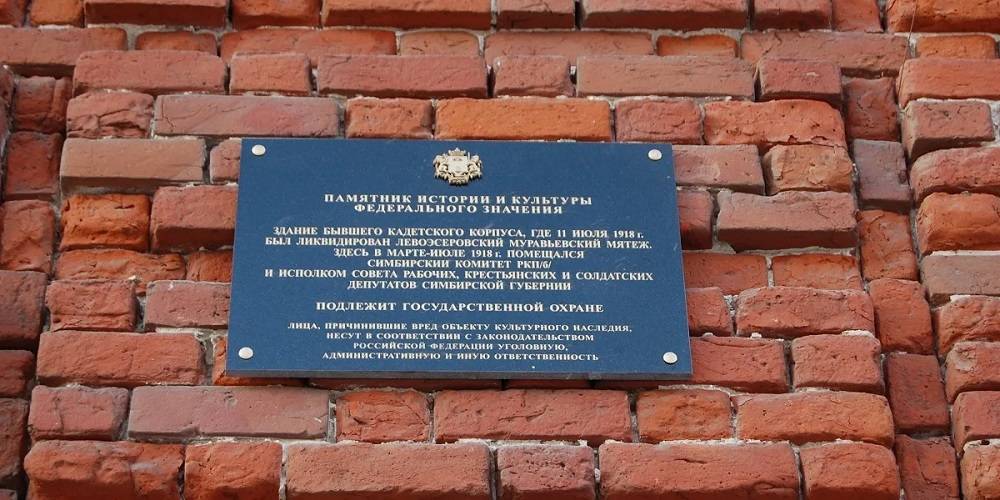 ПАМЯТНИК ИСТОРИИ И КУЛЬТУРЫ
ФЕДЕРАЛЬНОГО ЗНАЧЕНИЯ
ЗДАНИЕ БЫВШЕГО КАДЕТСКОГО КОРПУСА, ГДЕ 11 ИЮЛЯ 1918 г.
БЫЛ ЛИКВИДИРОВАН ЛЕВОЭСЕРОВСКИЙ МУРАВЬЕВСКИЙ МЯТЕЖ.
ЗДЕСЬ В МАРТЕ-ИЮЛЕ 1918 г. ПОМЕЩАЛСЯ
СИМБИРСКИЙ КОМИТЕТ РКП/б/
И ИСПОЛКОМ СОВЕТА РАБОЧИХ, КРЕСТЬЯНСКИХ И СОЛДАТСКИХ
ДЕПУТАТОВ СИМБИРСКОЙ ГУБЕРНИИ
ПОДЛЕЖИТ ГОСУДАРСТВЕННОЙ ОХРАНЕ
ЛИЦА, ПРИЧИНИВШИЕ ВРЕД ОБЪЕКТУ КУЛЬТУРНОГО НАСЛЕДИЯ,
НЕСУТ В СООТВЕТСТВИИ С ЗАКОНОДАТЕЛЬСТВОМ
РОССИЙСКОЙ ФЕДЕРАЦИИ УГОЛОВНУЮ,
АДМИНИСТРАТИВНУЮ И ИНУЮ ОТВЕТСТВЕННОСТЬ